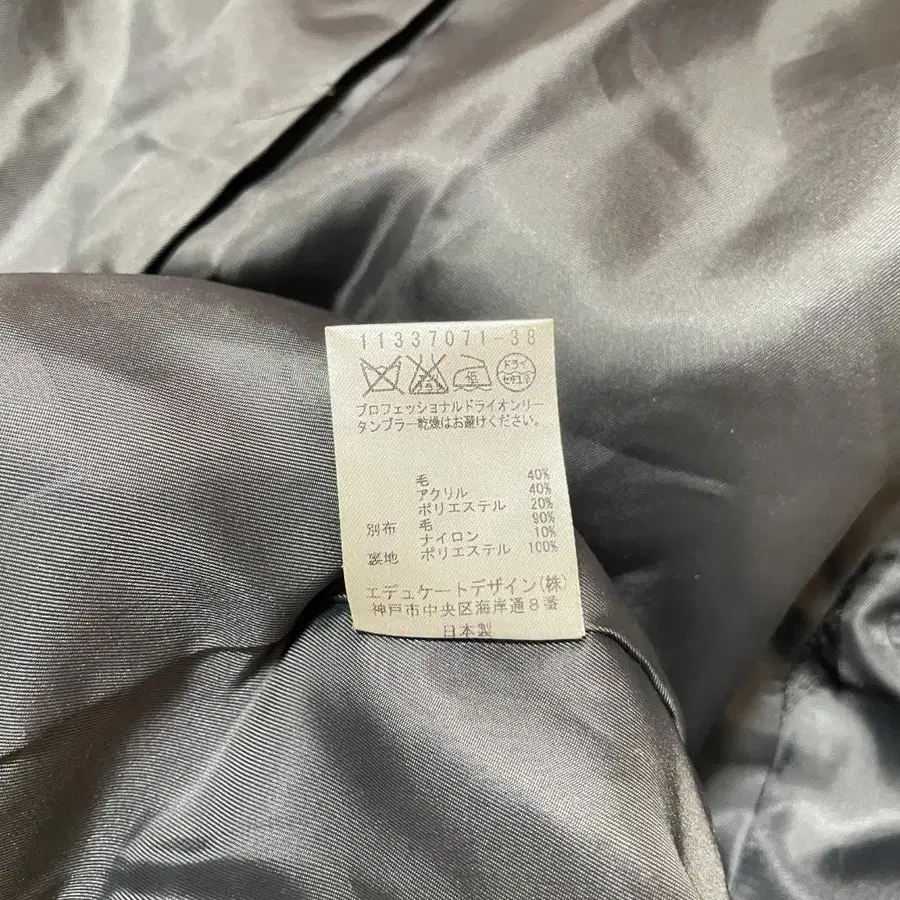 11337071-38
低 ドライ セキユ系
プロフェッショナルドライオンリー
タンブラー乾燥はお避けください。
毛 40%
アクリル 40%
ポリエステル 20%
別布 毛 90%
ナイロン 10%
裏地 ポリエステル 100%
エデュケートデザイン(株)
神戸市中央区海岸通8番
日本製